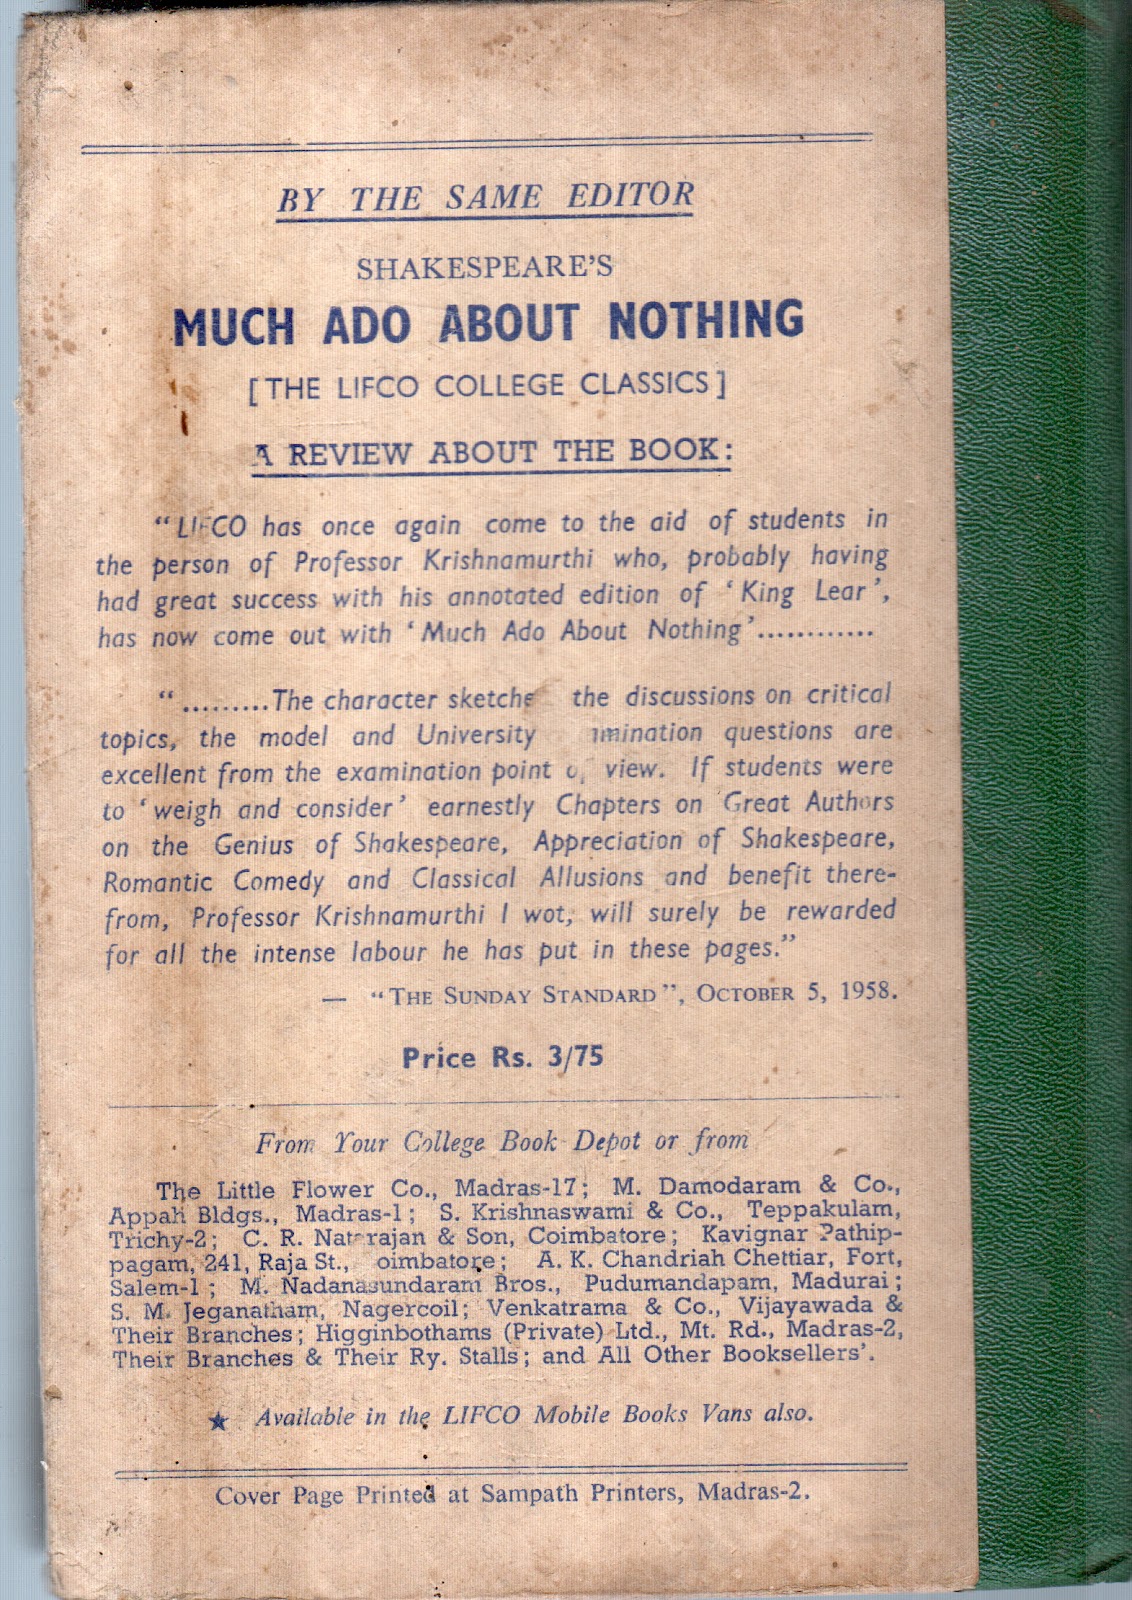 BY THE SAME EDITOR
SHAKESPEARE'S
MUCH ADO ABOUT NOTHING
[THE LIFCO COLLEGE CLASSICS]
A REVIEW ABOUT THE BOOK:
"LIFCO has once again come to the aid of students in
the person of Professor Krishnamurthi who, probably having
had great success with his annotated edition of 'King Lear',
has now come out with 'Much Ado About Nothing'............
".........The character sketche the discussions on critical
topics, the model and University mination questions are
excellent from the examination point of view. If students were
to 'weigh and consider' earnestly Chapters on Great Authors
on the Genius of Shakespeare, Appreciation of Shakespeare,
Romantic Comedy and Classical Allusions and benefit there-
from, Professor Krishnamurthi I wot, will surely be rewarded
for all the intense labour he has put in these pages."
— "THE SUNDAY STANDARD", OCTOBER 5, 1958.
Price Rs. 3/75
From Your College Book Depot or from
The Little Flower Co., Madras-17; M. Damodaram & Co.,
Appah Bldgs., Madras-1; S. Krishnaswami & Co., Teppakulam,
Trichy-2; C. R. Natarajan & Son, Coimbatore; Kavignar Pathip-
pagam, 241, Raja St., oimbatore; A. K. Chandriah Chettiar, Fort,
Salem-1; M. Nadanasundaram Bros., Pudumandapam, Madurai;
S. M. Jeganatham, Nagercoil; Venkatrama & Co., Vijayawada &
Their Branches; Higginbothams (Private) Ltd., Mt. Rd., Madras-2,
Their Branches & Their Ry. Stalls; and All Other Booksellers'.
★ Available in the LIFCO Mobile Books Vans also.
Cover Page Printed at Sampath Printers, Madras-2.